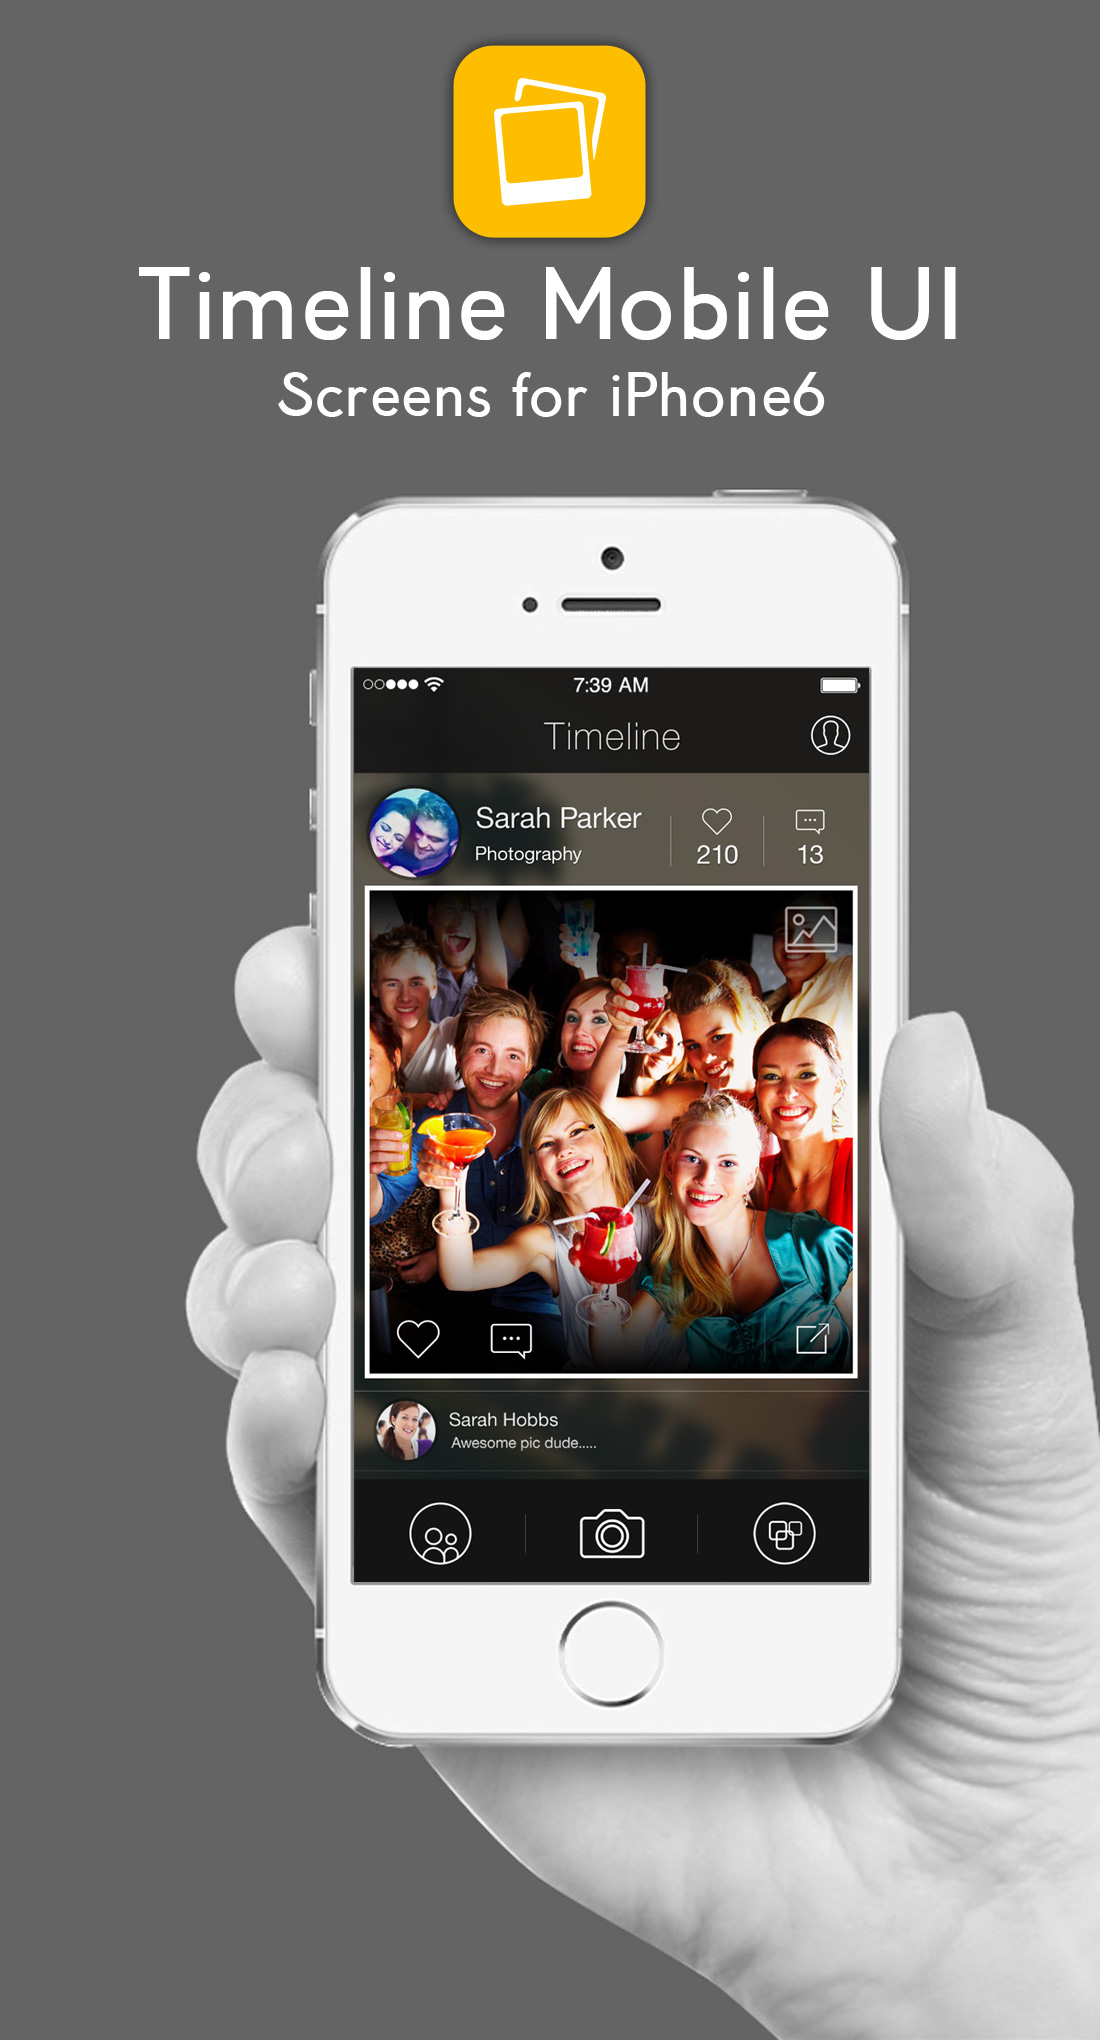 Timeline Mobile UI
Screens for iPhone6
7:39 AM
Timeline
Sarah Parker
Photography
210
13
Sarah Hobbs
Awesome pic dude.....